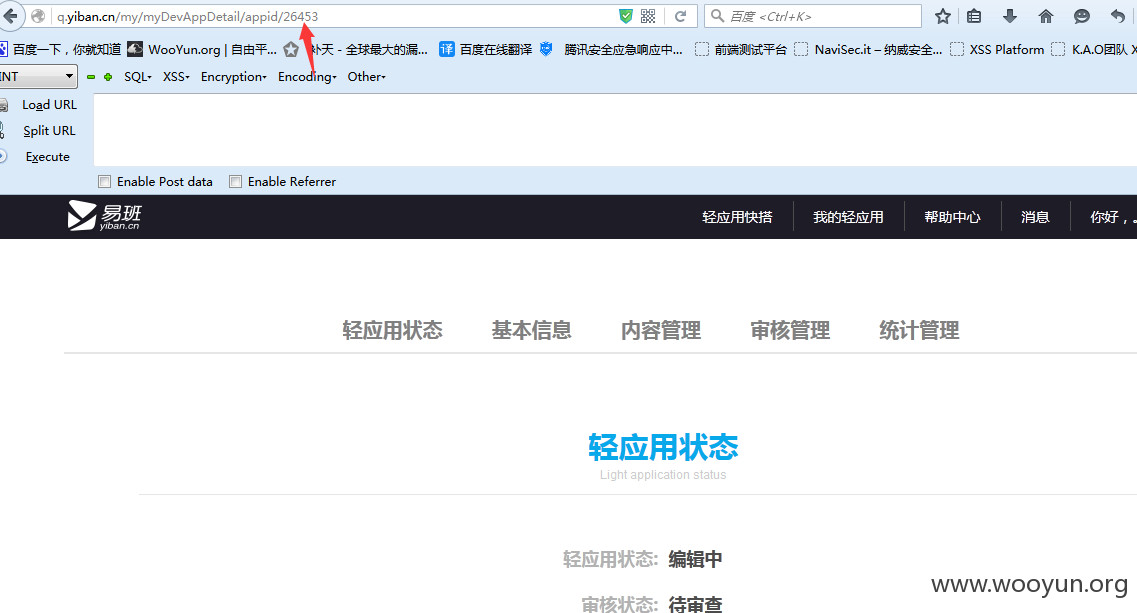 q.yiban.cn/my/myDevAppDetail/appid/26453
百度 <Ctrl+K>
百度一下，你就知道 WooYun.org | 自由平... 补天 - 全球最大的漏... 译 百度在线翻译 腾讯安全应急响应中... 前端测试平台 NaviSec.it – 纳威安全... XSS Platform K.A.O团队 X
INT SQL XSS Encryption Encoding Other
Load URL
Split URL
Execute
Enable Post data Enable Referrer
易班
yiban.cn
轻应用快搭 我的轻应用 帮助中心 消息 你好，。
轻应用状态 基本信息 内容管理 审核管理 统计管理
轻应用状态
Light application status
轻应用状态: 编辑中
审核状态: 待审查
www.wooyun.org